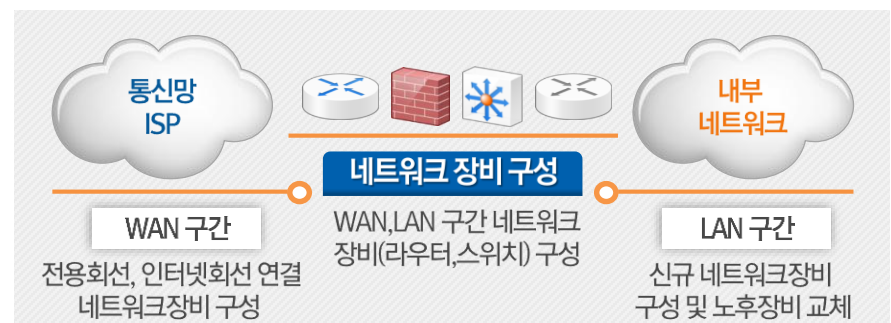 통신망
ISP
내부
네트워크
네트워크 장비 구성
WAN 구간
전용회선, 인터넷회선 연결
네트워크장비 구성
WAN,LAN 구간 네트워크
장비(라우터,스위치) 구성
LAN 구간
신규 네트워크장비
구성 및 노후장비 교체